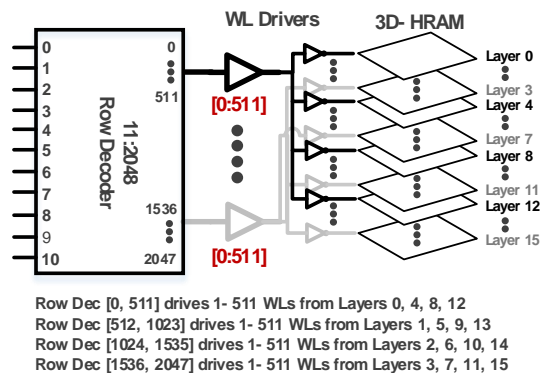 WL Drivers
3D- HRAM
0
1
2
3
4
5
6
7
8
9
10
11:2048
Row Decoder
0
511
1536
2047
[0:511]
[0:511]
Layer 0
Layer 3
Layer 4
Layer 7
Layer 8
Layer 11
Layer 12
Layer 15
Row Dec [0, 511] drives 1- 511 WLs from Layers 0, 4, 8, 12
Row Dec [512, 1023] drives 1- 511 WLs from Layers 1, 5, 9, 13
Row Dec [1024, 1535] drives 1- 511 WLs from Layers 2, 6, 10, 14
Row Dec [1536, 2047] drives 1- 511 WLs from Layers 3, 7, 11, 15